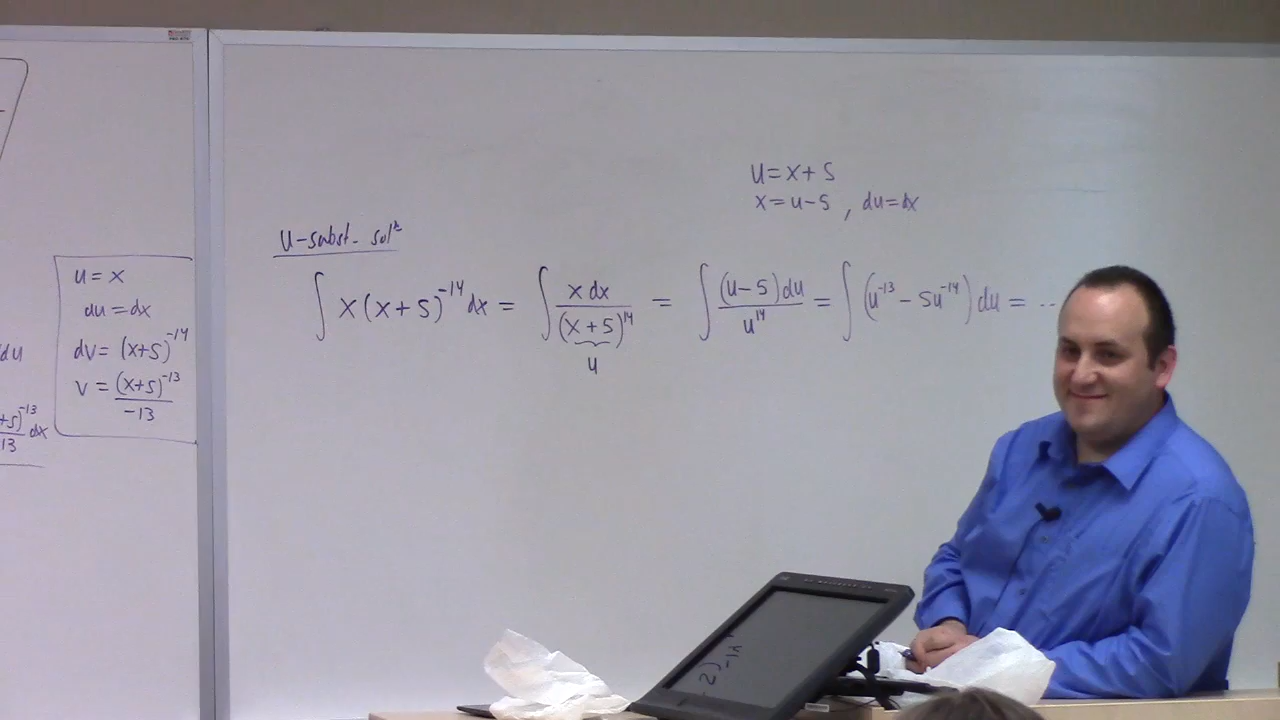 u = x
du = dx
dv = (x+5)^-14
v = (x+5)^-13 / -13
du
+5)^-13 / 13 dx
u = x + 5
x = u - 5 , du = dx
u-subst. sol^n
∫ x (x + 5)^-14 dx = ∫ x dx / (x + 5)^14 = ∫ (u - 5) du / u^14 = ∫ (u^-13 - 5u^-14) du = ...
u